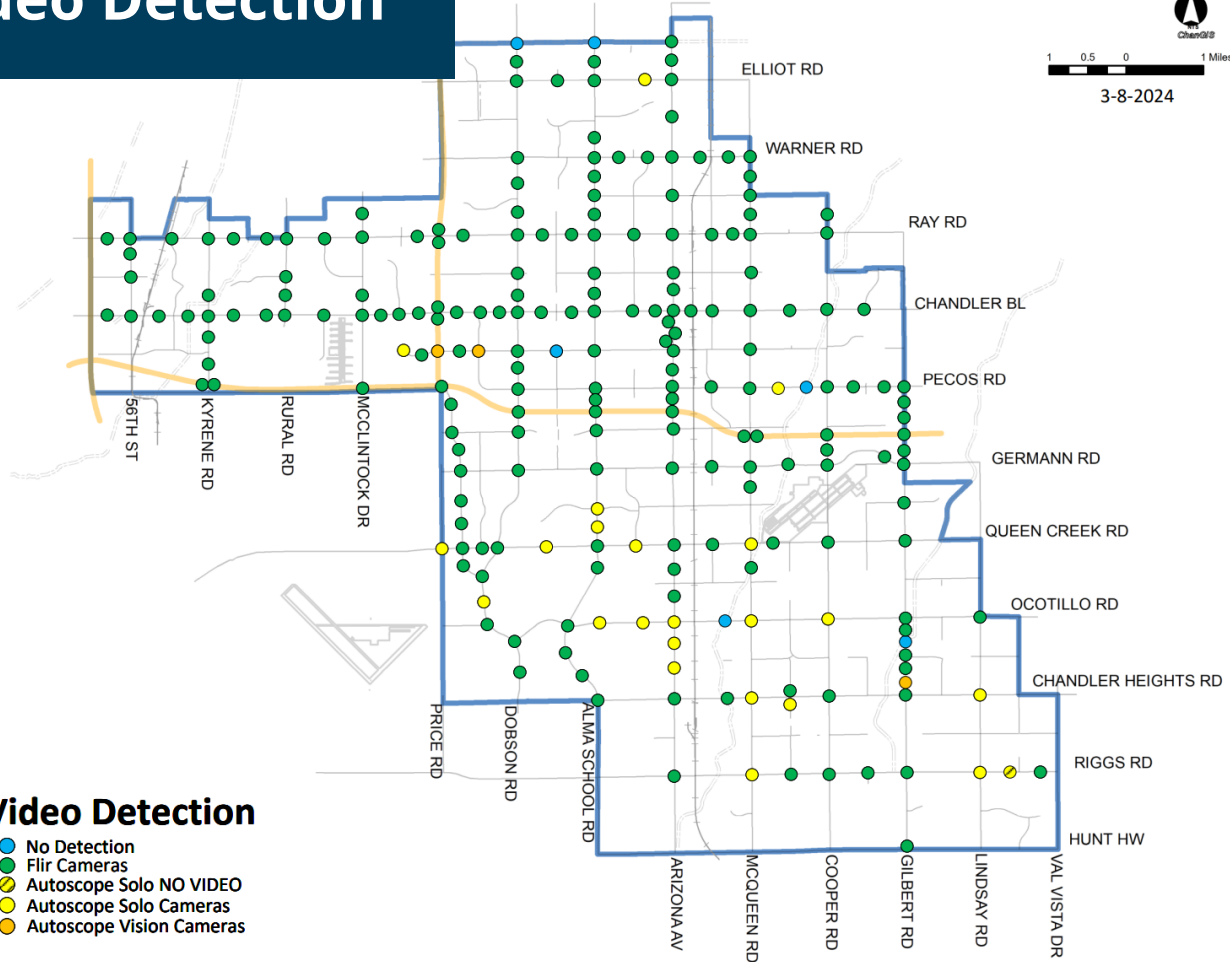 deo Detection
NTS
ChanGIS
1 0.5 0 1 Miles
3-8-2024
ELLIOT RD
WARNER RD
RAY RD
CHANDLER BL
PECOS RD
GERMANN RD
QUEEN CREEK RD
OCOTILLO RD
CHANDLER HEIGHTS RD
RIGGS RD
HUNT HW
56TH ST
KYRENE RD
RURAL RD
MCCLINTOCK DR
PRICE RD
DOBSON RD
ALMA SCHOOL RD
ARIZONA AV
MCQUEEN RD
COOPER RD
GILBERT RD
LINDSAY RD
VAL VISTA DR
Video Detection
No Detection
Flir Cameras
Autoscope Solo NO VIDEO
Autoscope Solo Cameras
Autoscope Vision Cameras